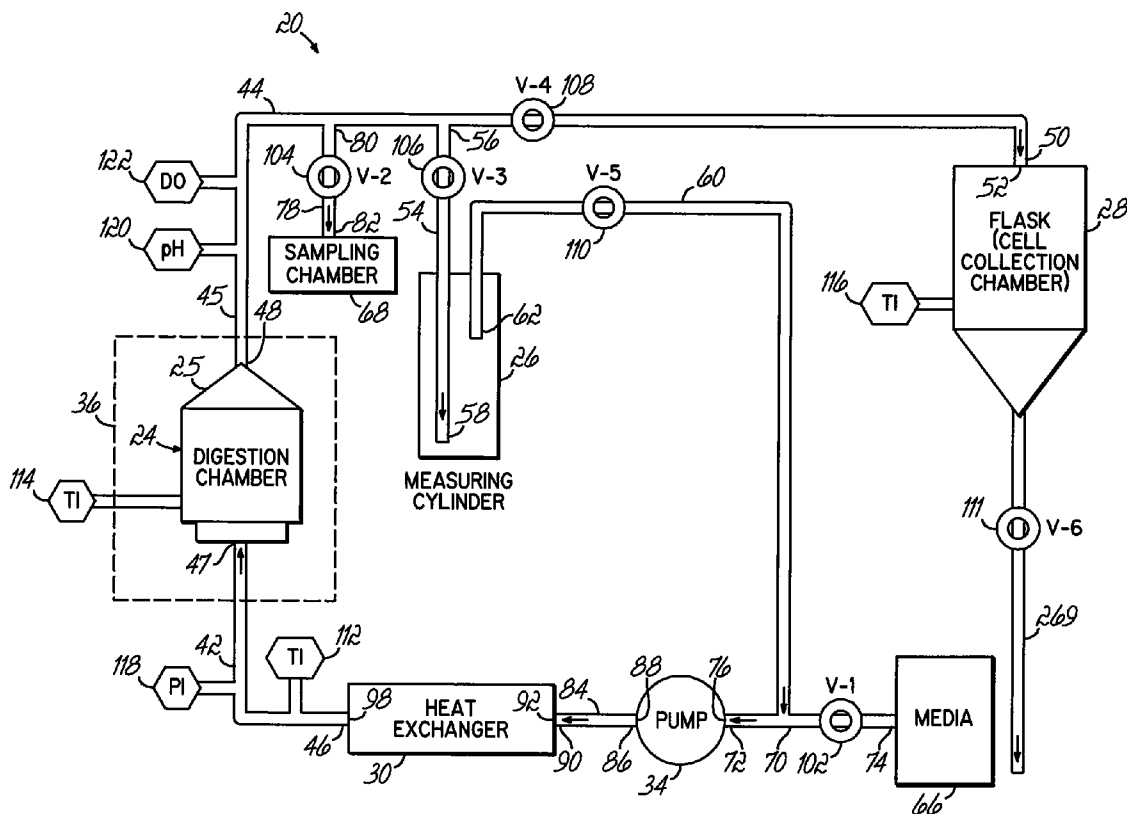 20
44
V-4
108
122
DO
104
80
V-2
106
56
V-3
V-5
60
110
50
52
28
FLASK
(CELL
COLLECTION
CHAMBER)
120
pH
78
82
54
SAMPLING
CHAMBER
68
62
26
116
TI
45
48
25
36
24
DIGESTION
CHAMBER
58
MEASURING
CYLINDER
114
TI
47
111
V-6
269
42
TI
112
118
PI
98
HEAT
EXCHANGER
92
84
88
PUMP
76
V-1
MEDIA
46
30
90
86
34
72
70
102
74
66